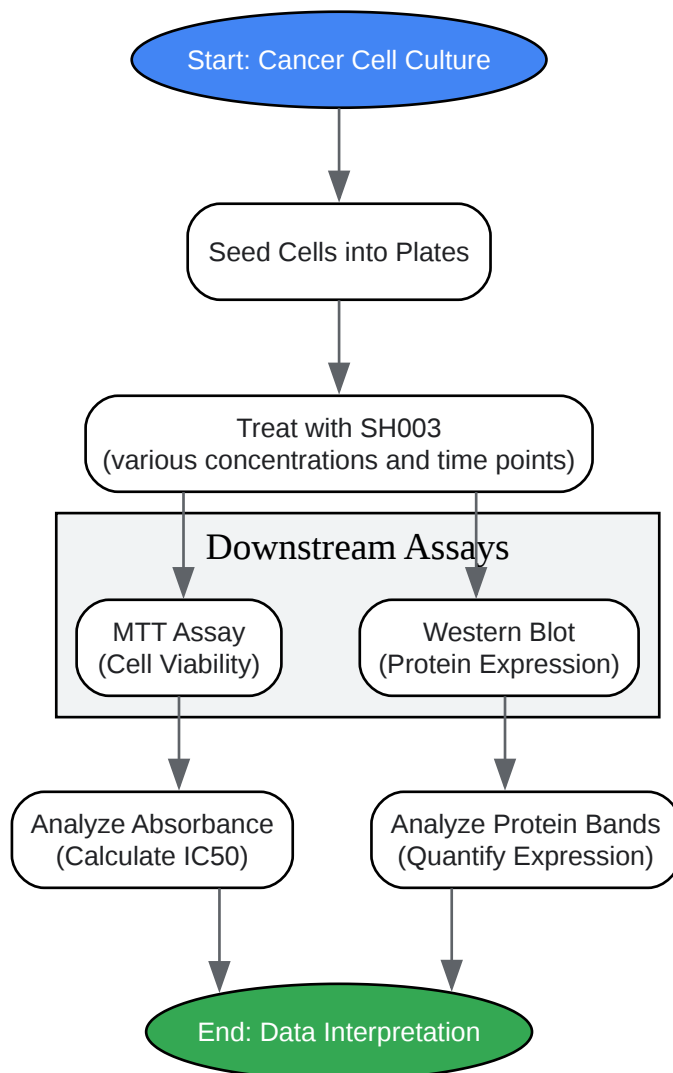 Start: Cancer Cell Culture
Seed Cells into Plates
Treat with SH003
(various concentrations and time points)
Downstream Assays
MTT Assay
(Cell Viability)
Western Blot
(Protein Expression)
Analyze Absorbance
(Calculate IC50)
Analyze Protein Bands
(Quantify Expression)
End: Data Interpretation